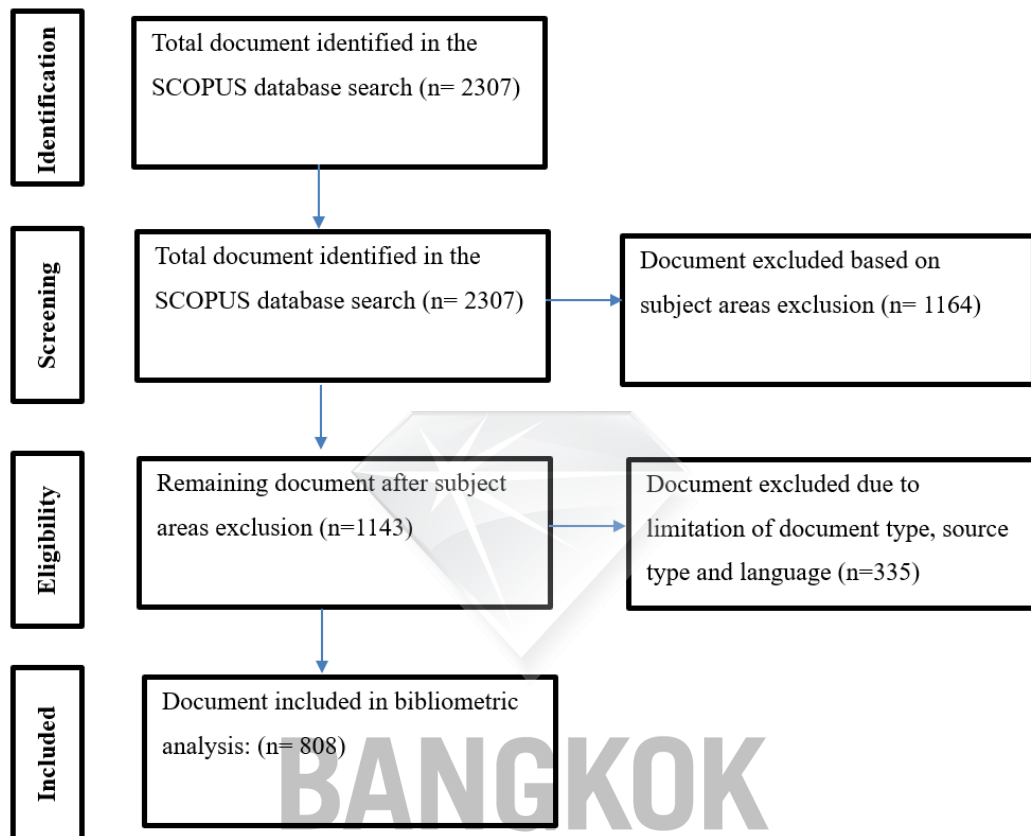 Identification
Total document identified in the
SCOPUS database search (n= 2307)
Screening
Total document identified in the
SCOPUS database search (n= 2307)
Document excluded based on
subject areas exclusion (n= 1164)
Eligibility
Remaining document after subject
areas exclusion (n=1143)
Document excluded due to
limitation of document type, source
type and language (n=335)
Included
Document included in bibliometric
analysis: (n= 808)
BANGKOK